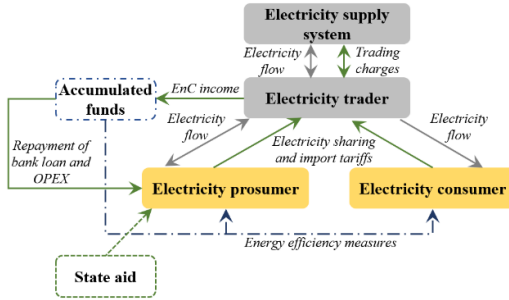 Electricity supply
system
Electricity
flow
Trading
charges
EnC income
Accumulated
funds
Electricity trader
Electricity
flow
Electricity
flow
Repayment of
bank loan and
OPEX
Electricity sharing
and import tariffs
Electricity prosumer
Electricity consumer
Energy efficiency measures
State aid